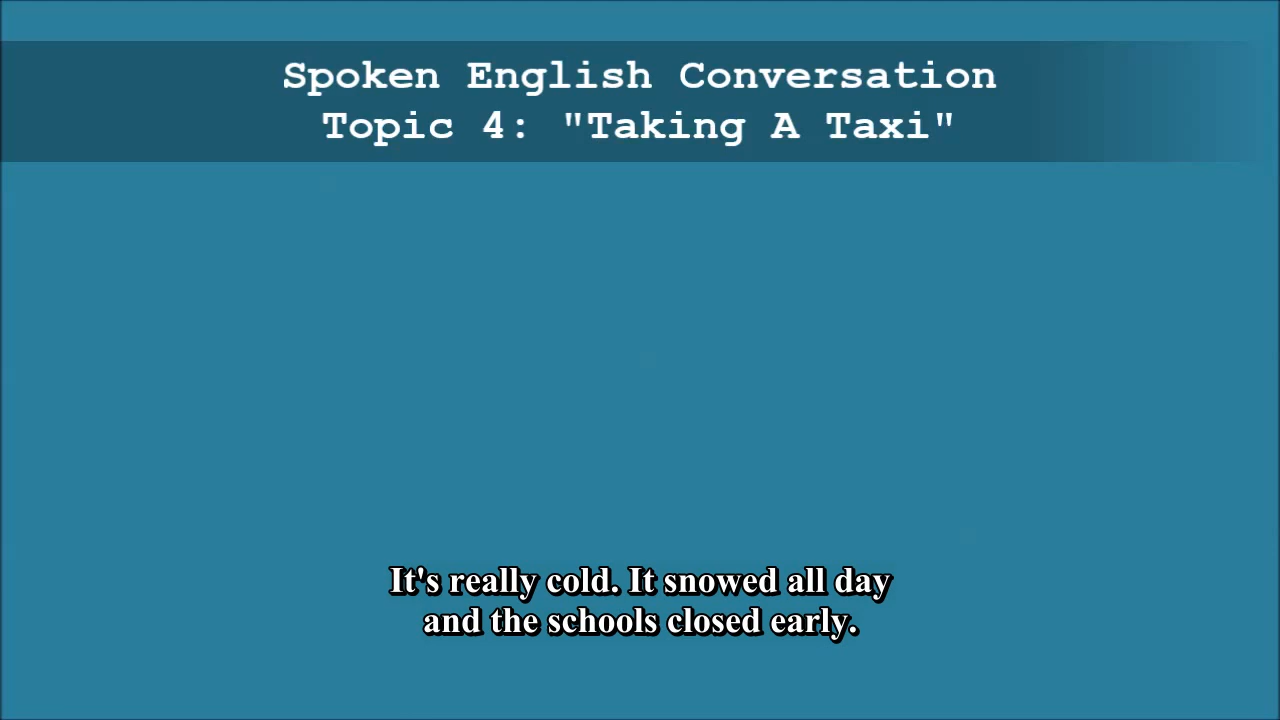 Spoken English Conversation
Topic 4: "Taking A Taxi"
It's really cold. It snowed all day
and the schools closed early.